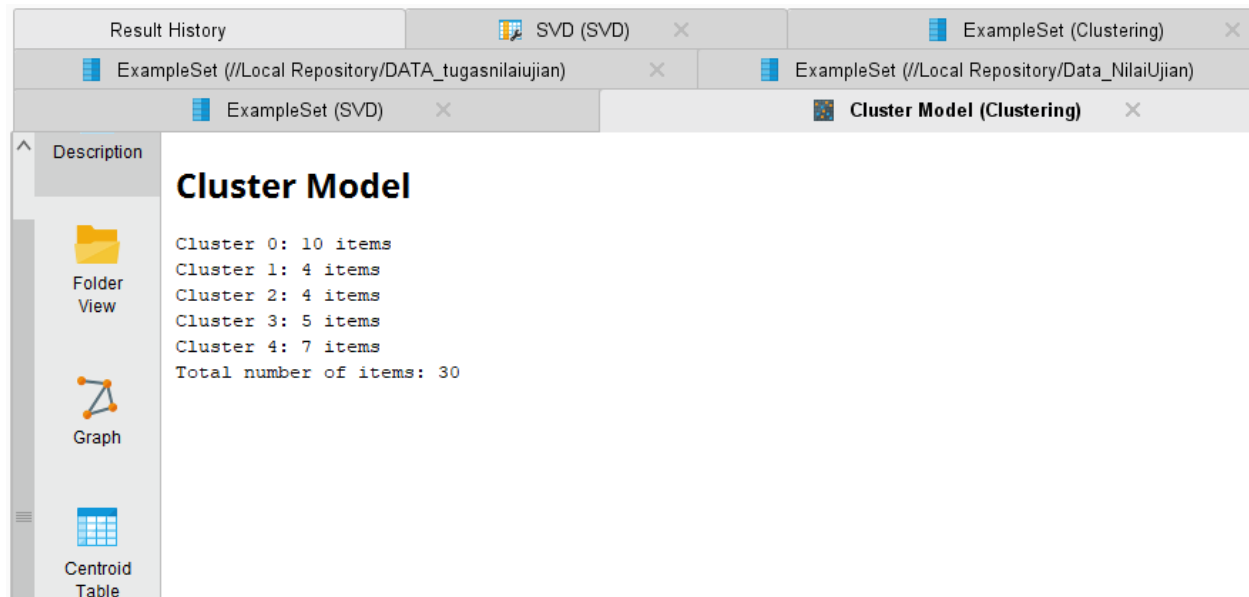 Result History
SVD (SVD)
ExampleSet (Clustering)
ExampleSet (//Local Repository/DATA_tugasnilaiujian)
ExampleSet (//Local Repository/Data_NilaiUjian)
ExampleSet (SVD)
Cluster Model (Clustering)
Description
Folder
View
Graph
Centroid
Table
Cluster Model
Cluster 0: 10 items
Cluster 1: 4 items
Cluster 2: 4 items
Cluster 3: 5 items
Cluster 4: 7 items
Total number of items: 30